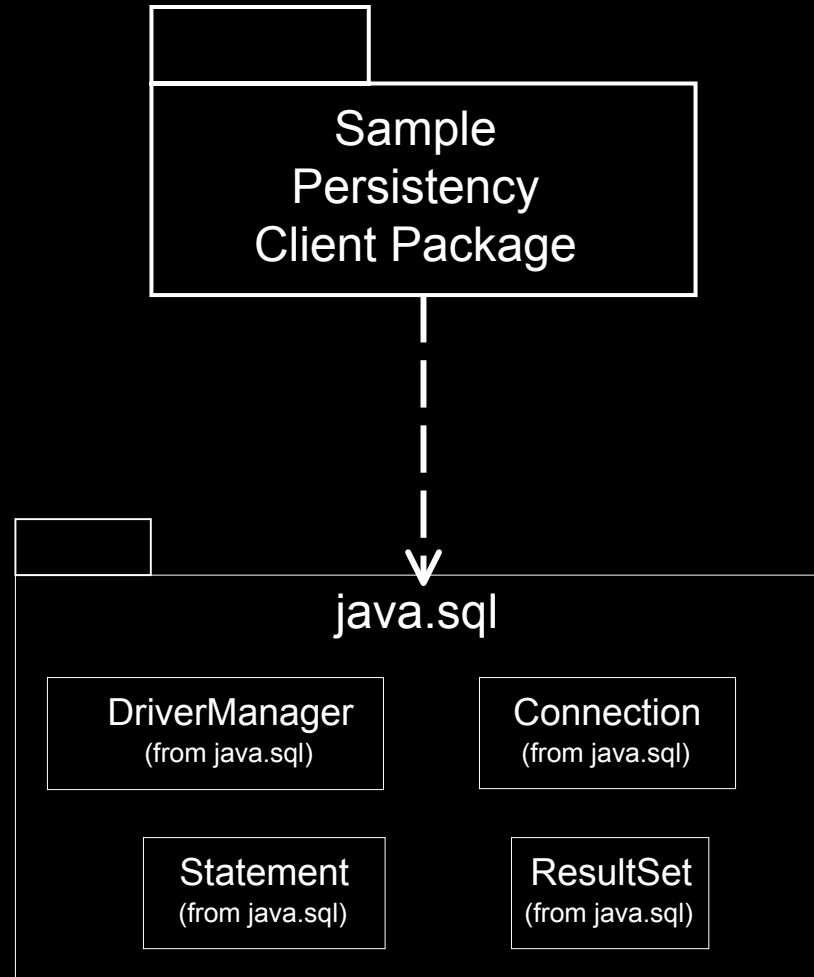 Sample
Persistency
Client Package
java.sql
DriverManager
(from java.sql)
Connection
(from java.sql)
Statement
(from java.sql)
ResultSet
(from java.sql)